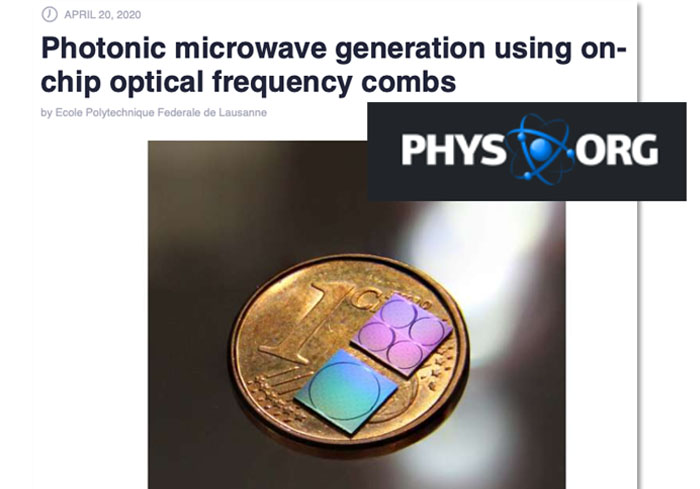 APRIL 20, 2020
Photonic microwave generation using on-
chip optical frequency combs
by Ecole Polytechnique Federale de Lausanne
PHYS ORG
1